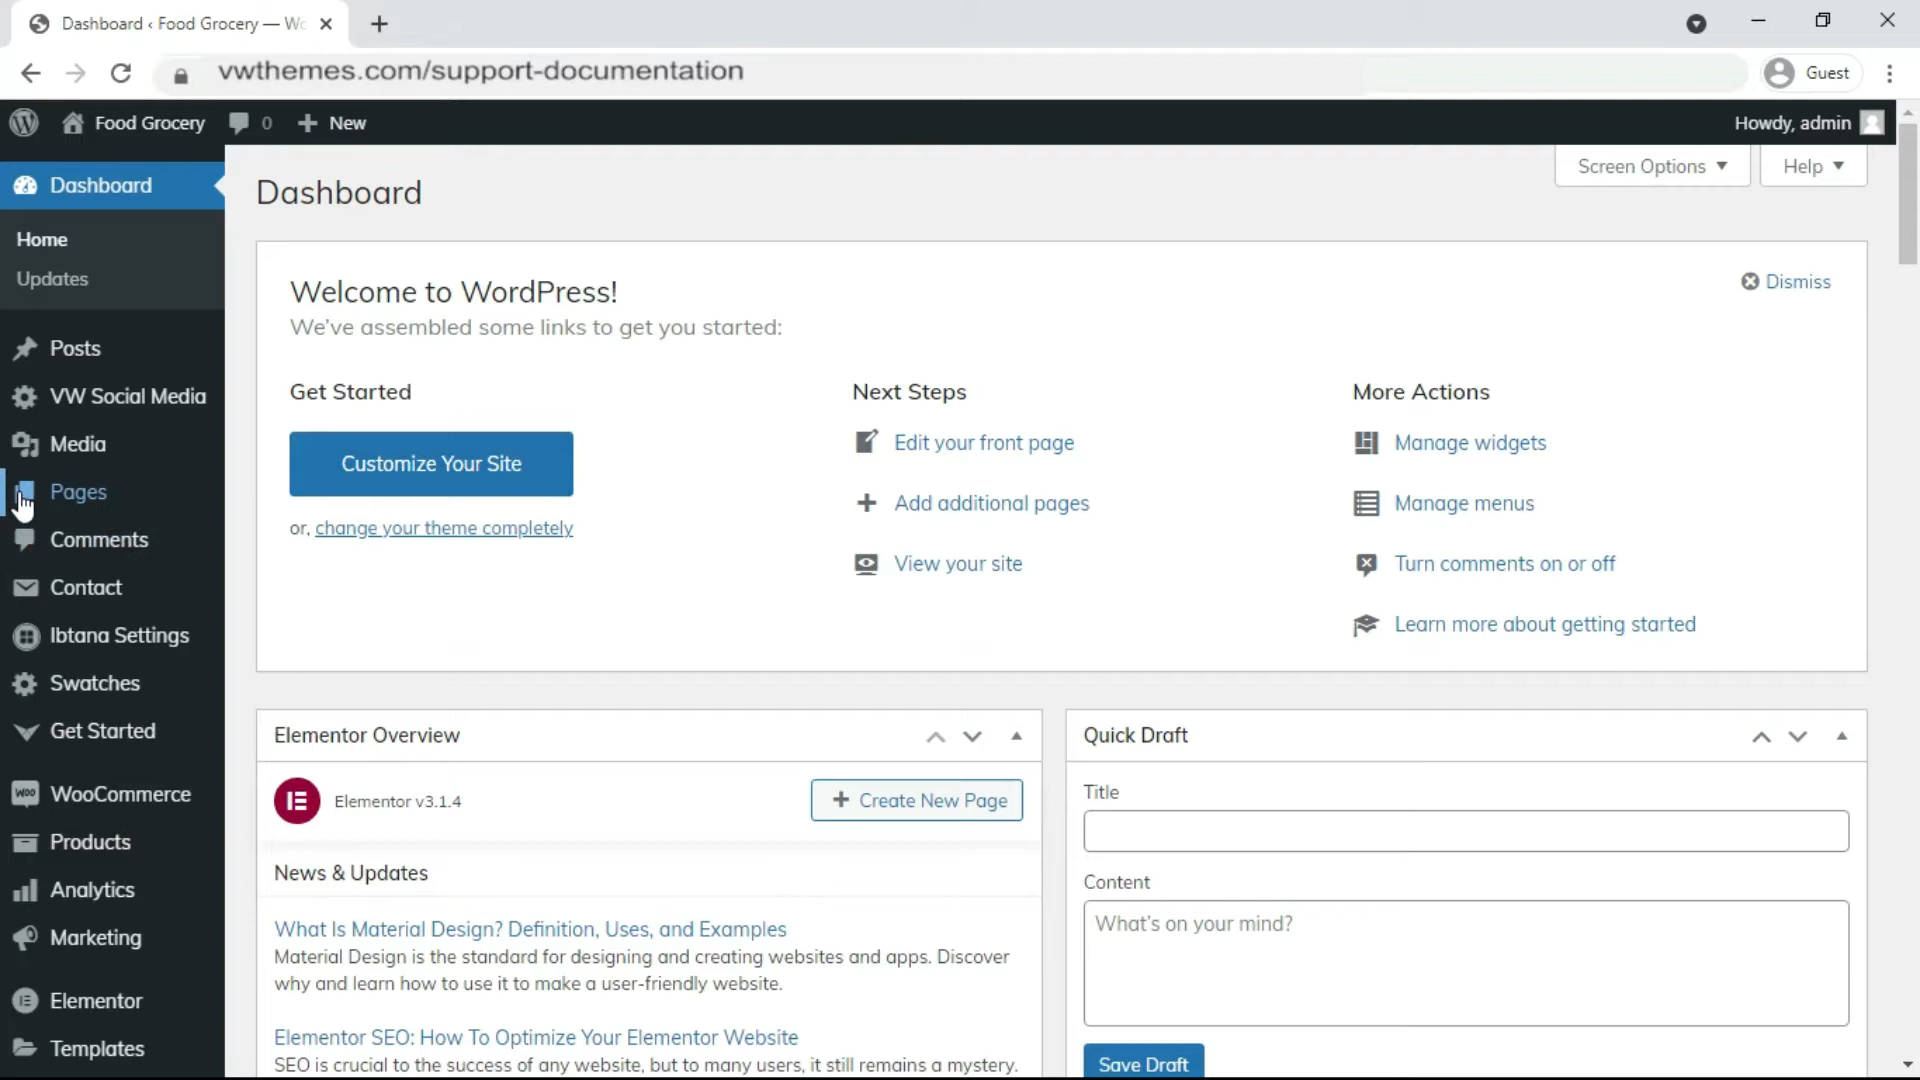 Dashboard ‹ Food Grocery — Wo
vwthemes.com/support-documentation
Guest
Food Grocery
0
New
Howdy, admin
Dashboard
Home
Updates
Posts
VW Social Media
Media
Pages
Comments
Contact
Ibtana Settings
Swatches
Get Started
WooCommerce
Products
Analytics
Marketing
Elementor
Templates
Dashboard
Screen Options
Help
Welcome to WordPress!
We've assembled some links to get you started:
Dismiss
Get Started
Customize Your Site
or, change your theme completely
Next Steps
Edit your front page
Add additional pages
View your site
More Actions
Manage widgets
Manage menus
Turn comments on or off
Learn more about getting started
Elementor Overview
Elementor v3.1.4
Create New Page
News & Updates
What Is Material Design? Definition, Uses, and Examples
Material Design is the standard for designing and creating websites and apps. Discover
why and learn how to use it to make a user-friendly website.
Elementor SEO: How To Optimize Your Elementor Website
SEO is crucial to the success of any website, but to many users, it still remains a mystery.
Quick Draft
Title
Content
What's on your mind?
Save Draft